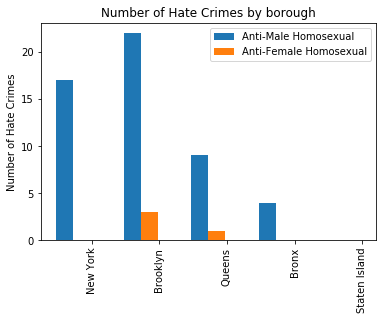 Number of Hate Crimes by borough
Anti-Male Homosexual
Anti-Female Homosexual
Number of Hate Crimes
20
15
10
5
0
New York
Brooklyn
Queens
Bronx
Staten Island